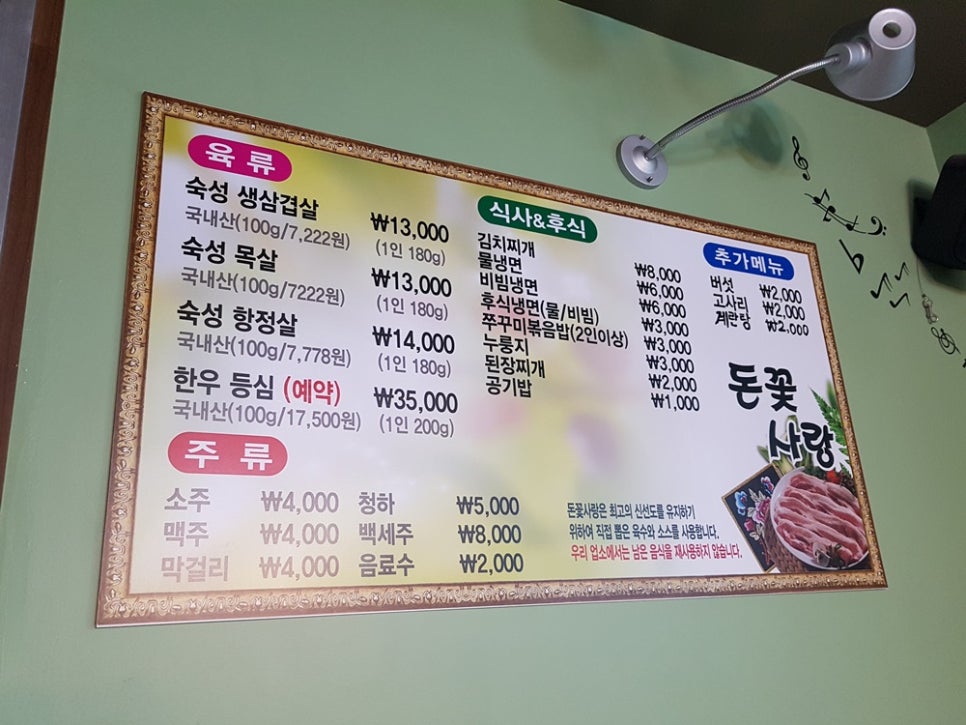 육류
숙성 생삼겹살 ₩13,000
국내산(100g/7,222원) (1인 180g)
숙성 목살 ₩13,000
국내산(100g/7222원) (1인 180g)
숙성 항정살 ₩14,000
국내산(100g/7,778원) (1인 180g)
한우 등심 (예약) ₩35,000
국내산(100g/17,500원) (1인 200g)
주류
소주 ₩4,000 청하 ₩5,000
맥주 ₩4,000 백세주 ₩8,000
막걸리 ₩4,000 음료수 ₩2,000
식사&후식
김치찌개 ₩8,000
물냉면 ₩6,000
비빔냉면 ₩6,000
후식냉면(물/비빔) ₩3,000
쭈꾸미볶음밥(2인이상) ₩3,000
누룽지 ₩3,000
된장찌개 ₩2,000
공기밥 ₩1,000
추가메뉴
버섯 ₩2,000
고사리 ₩2,000
계란탕 ₩2,000
돈꽃
사랑
돈꽃사랑은 최고의 신선도를 유지하기
위하여 직접 뽑은 육수와 소스를 사용합니다.
우리 업소에서는 남은 음식을 재사용하지 않습니다.